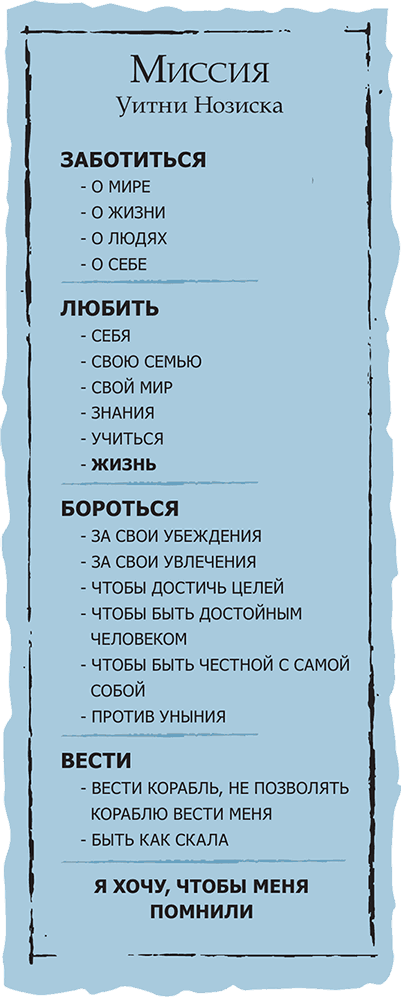 Миссия
Уитни Нозиска
ЗАБОТИТЬСЯ
- О МИРЕ
- О ЖИЗНИ
- О ЛЮДЯХ
- О СЕБЕ
ЛЮБИТЬ
- СЕБЯ
- СВОЮ СЕМЬЮ
- СВОЙ МИР
- ЗНАНИЯ
- УЧИТЬСЯ
- ЖИЗНЬ
БОРОТЬСЯ
- ЗА СВОИ УБЕЖДЕНИЯ
- ЗА СВОИ УВЛЕЧЕНИЯ
- ЧТОБЫ ДОСТИЧЬ ЦЕЛЕЙ
- ЧТОБЫ БЫТЬ ДОСТОЙНЫМ
ЧЕЛОВЕКОМ
- ЧТОБЫ БЫТЬ ЧЕСТНОЙ С САМОЙ
СОБОЙ
- ПРОТИВ УНЫНИЯ
ВЕСТИ
- ВЕСТИ КОРАБЛЬ, НЕ ПОЗВОЛЯТЬ
КОРАБЛЮ ВЕСТИ МЕНЯ
- БЫТЬ КАК СКАЛА
Я ХОЧУ, ЧТОБЫ МЕНЯ
ПОМНИЛИ